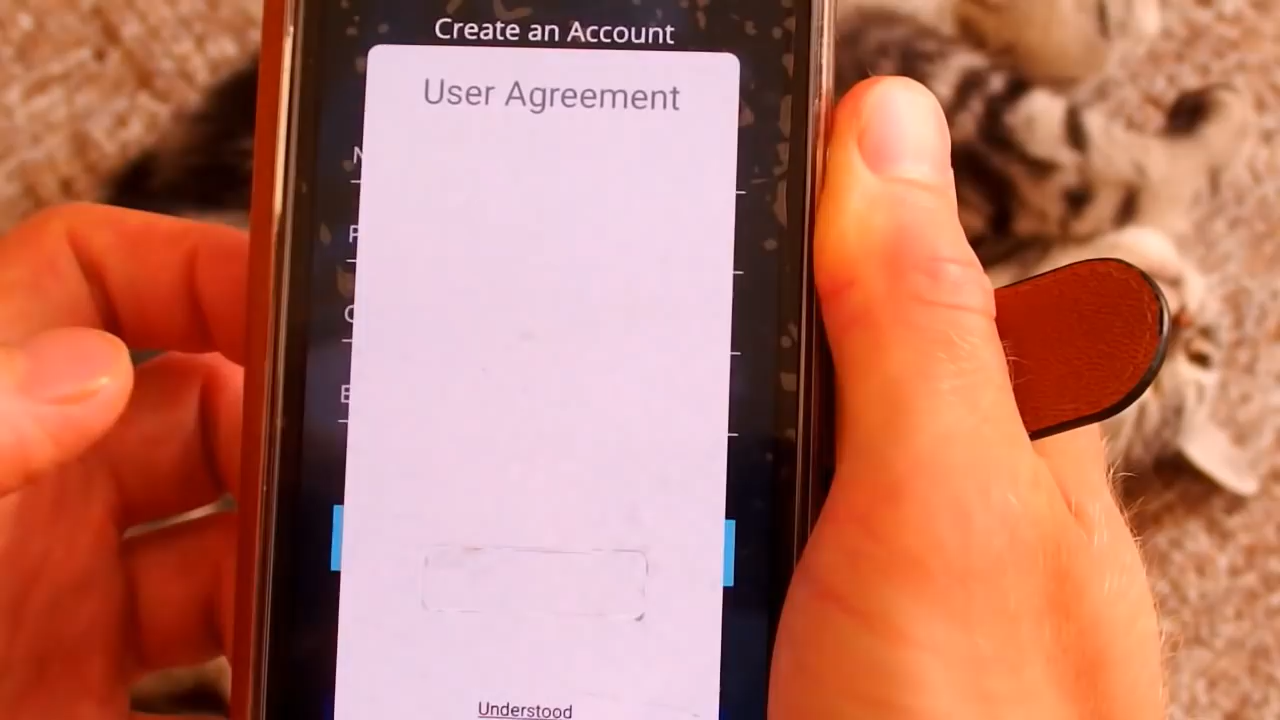 Create an Account
User Agreement
N
P
C
E
Understood